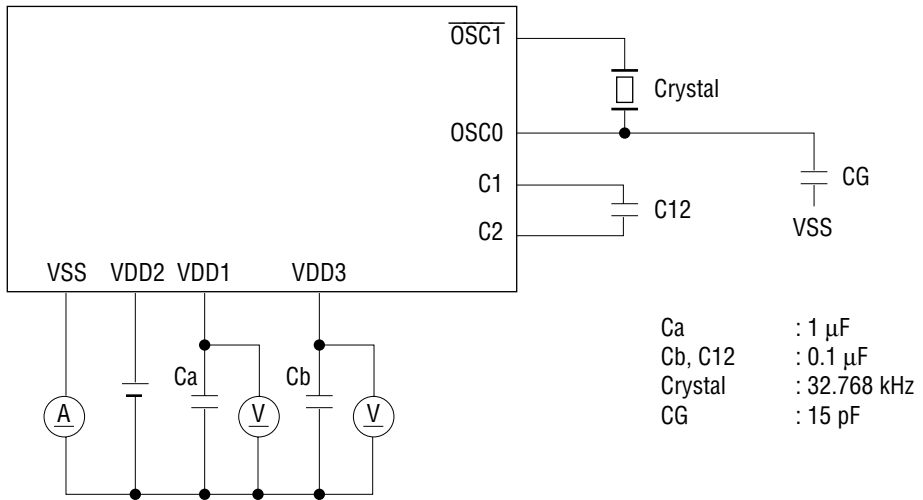 OSC1
Crystal
OSC0
CG
C1
C12
C2
VSS
VSS VDD2 VDD1 VDD3
Ca : 1 μF
Cb, C12 : 0.1 μF
Crystal : 32.768 kHz
CG : 15 pF
Ca
Cb
A
V
V